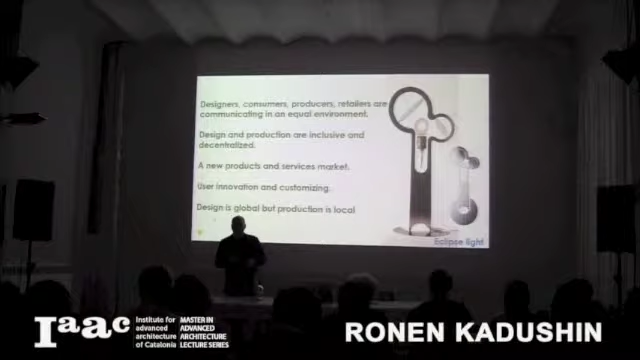 Designers, consumers, producers, retailers are
communicating in an equal environment.
Design and production are inclusive and
decentralized.
A new products and services market.
User innovation and customizing.
Design is global but production is local
Eclipse light
Iaac
Institute for
advanced
architecture
of Catalonia
MASTER IN
ADVANCED
ARCHITECTURE
LECTURE SERIES
RONEN KADUSHIN